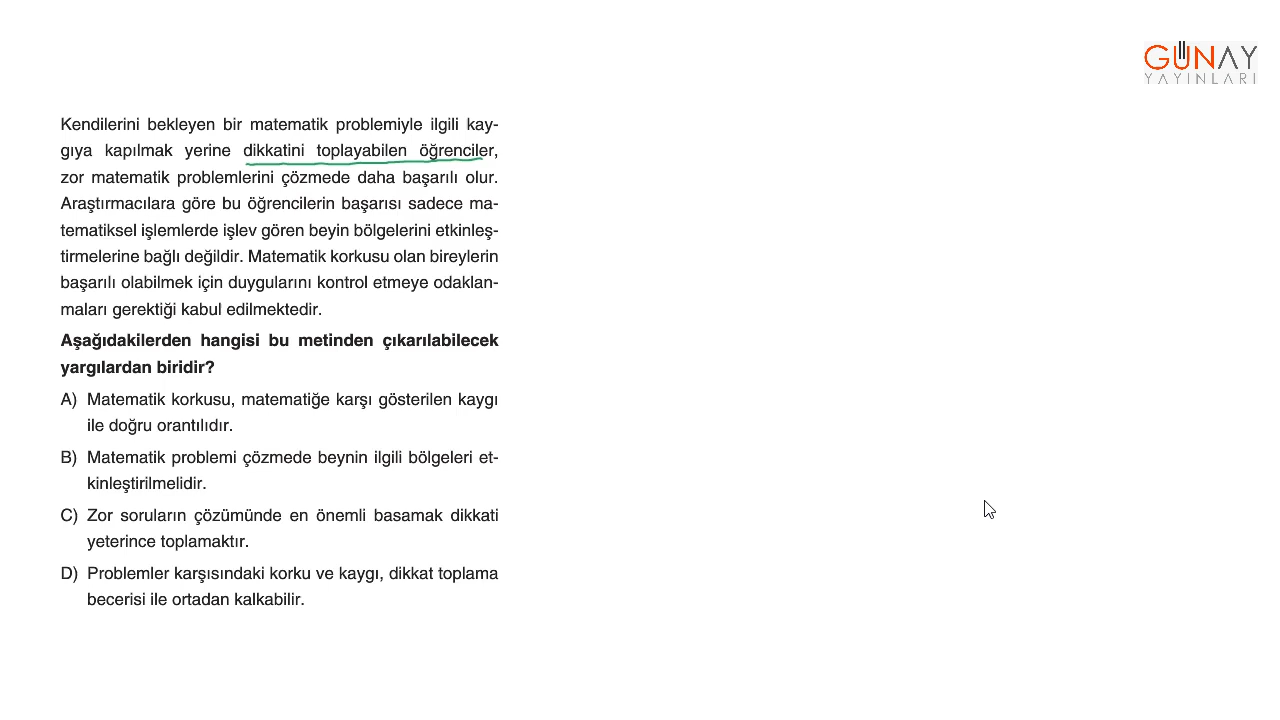 GÜNAY
YAYINLARI
Kendilerini bekleyen bir matematik problemiyle ilgili kay-
gıya kapılmak yerine dikkatini toplayabilen öğrenciler,
zor matematik problemlerini çözmede daha başarılı olur.
Araştırmacılara göre bu öğrencilerin başarısı sadece ma-
tematiksel işlemlerde işlev gören beyin bölgelerini etkinleş-
tirmelerine bağlı değildir. Matematik korkusu olan bireylerin
başarılı olabilmek için duygularını kontrol etmeye odaklan-
maları gerektiği kabul edilmektedir.
Aşağıdakilerden hangisi bu metinden çıkarılabilecek
yargılardan biridir?
A) Matematik korkusu, matematiğe karşı gösterilen kaygı
ile doğru orantılıdır.
B) Matematik problemi çözmede beynin ilgili bölgeleri et-
kinleştirilmelidir.
C) Zor soruların çözümünde en önemli basamak dikkati
yeterince toplamaktır.
D) Problemler karşısındaki korku ve kaygı, dikkat toplama
becerisi ile ortadan kalkabilir.